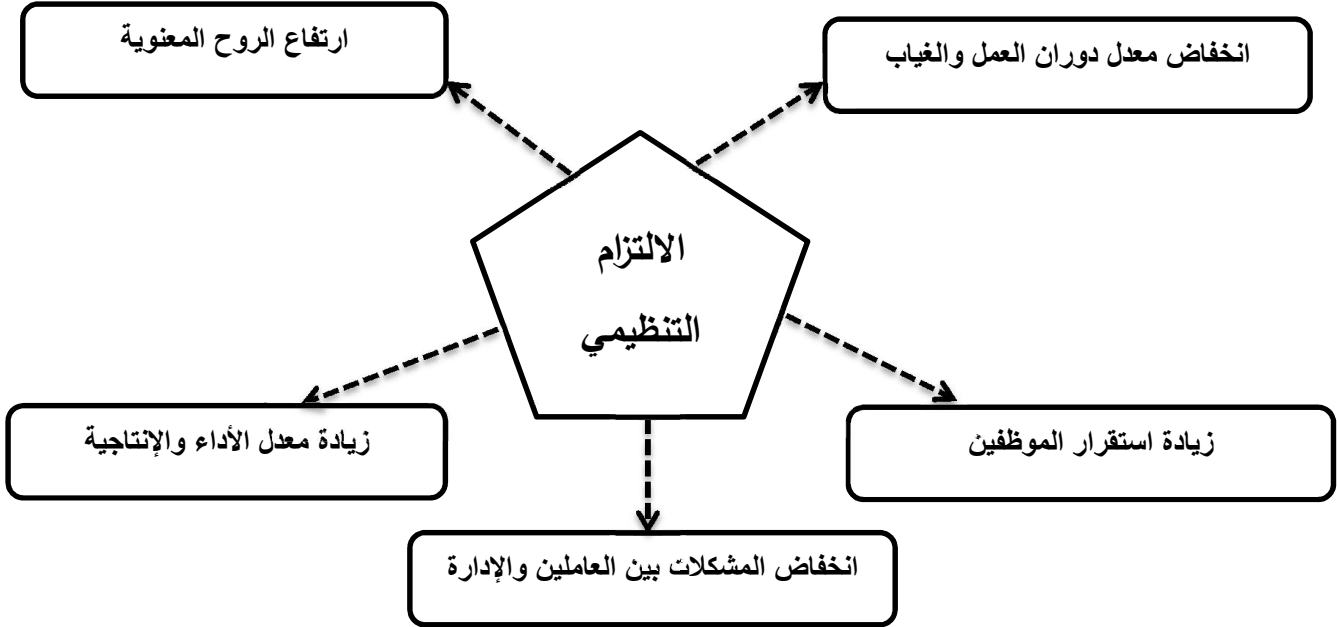 انخفاض معدل دوران العمل والغياب
ارتفاع الروح المعنوية
الالتزام
التنظيمي
زيادة استقرار الموظفين
زيادة معدل الأداء والإنتاجية
انخفاض المشكلات بين العاملين والإدارة